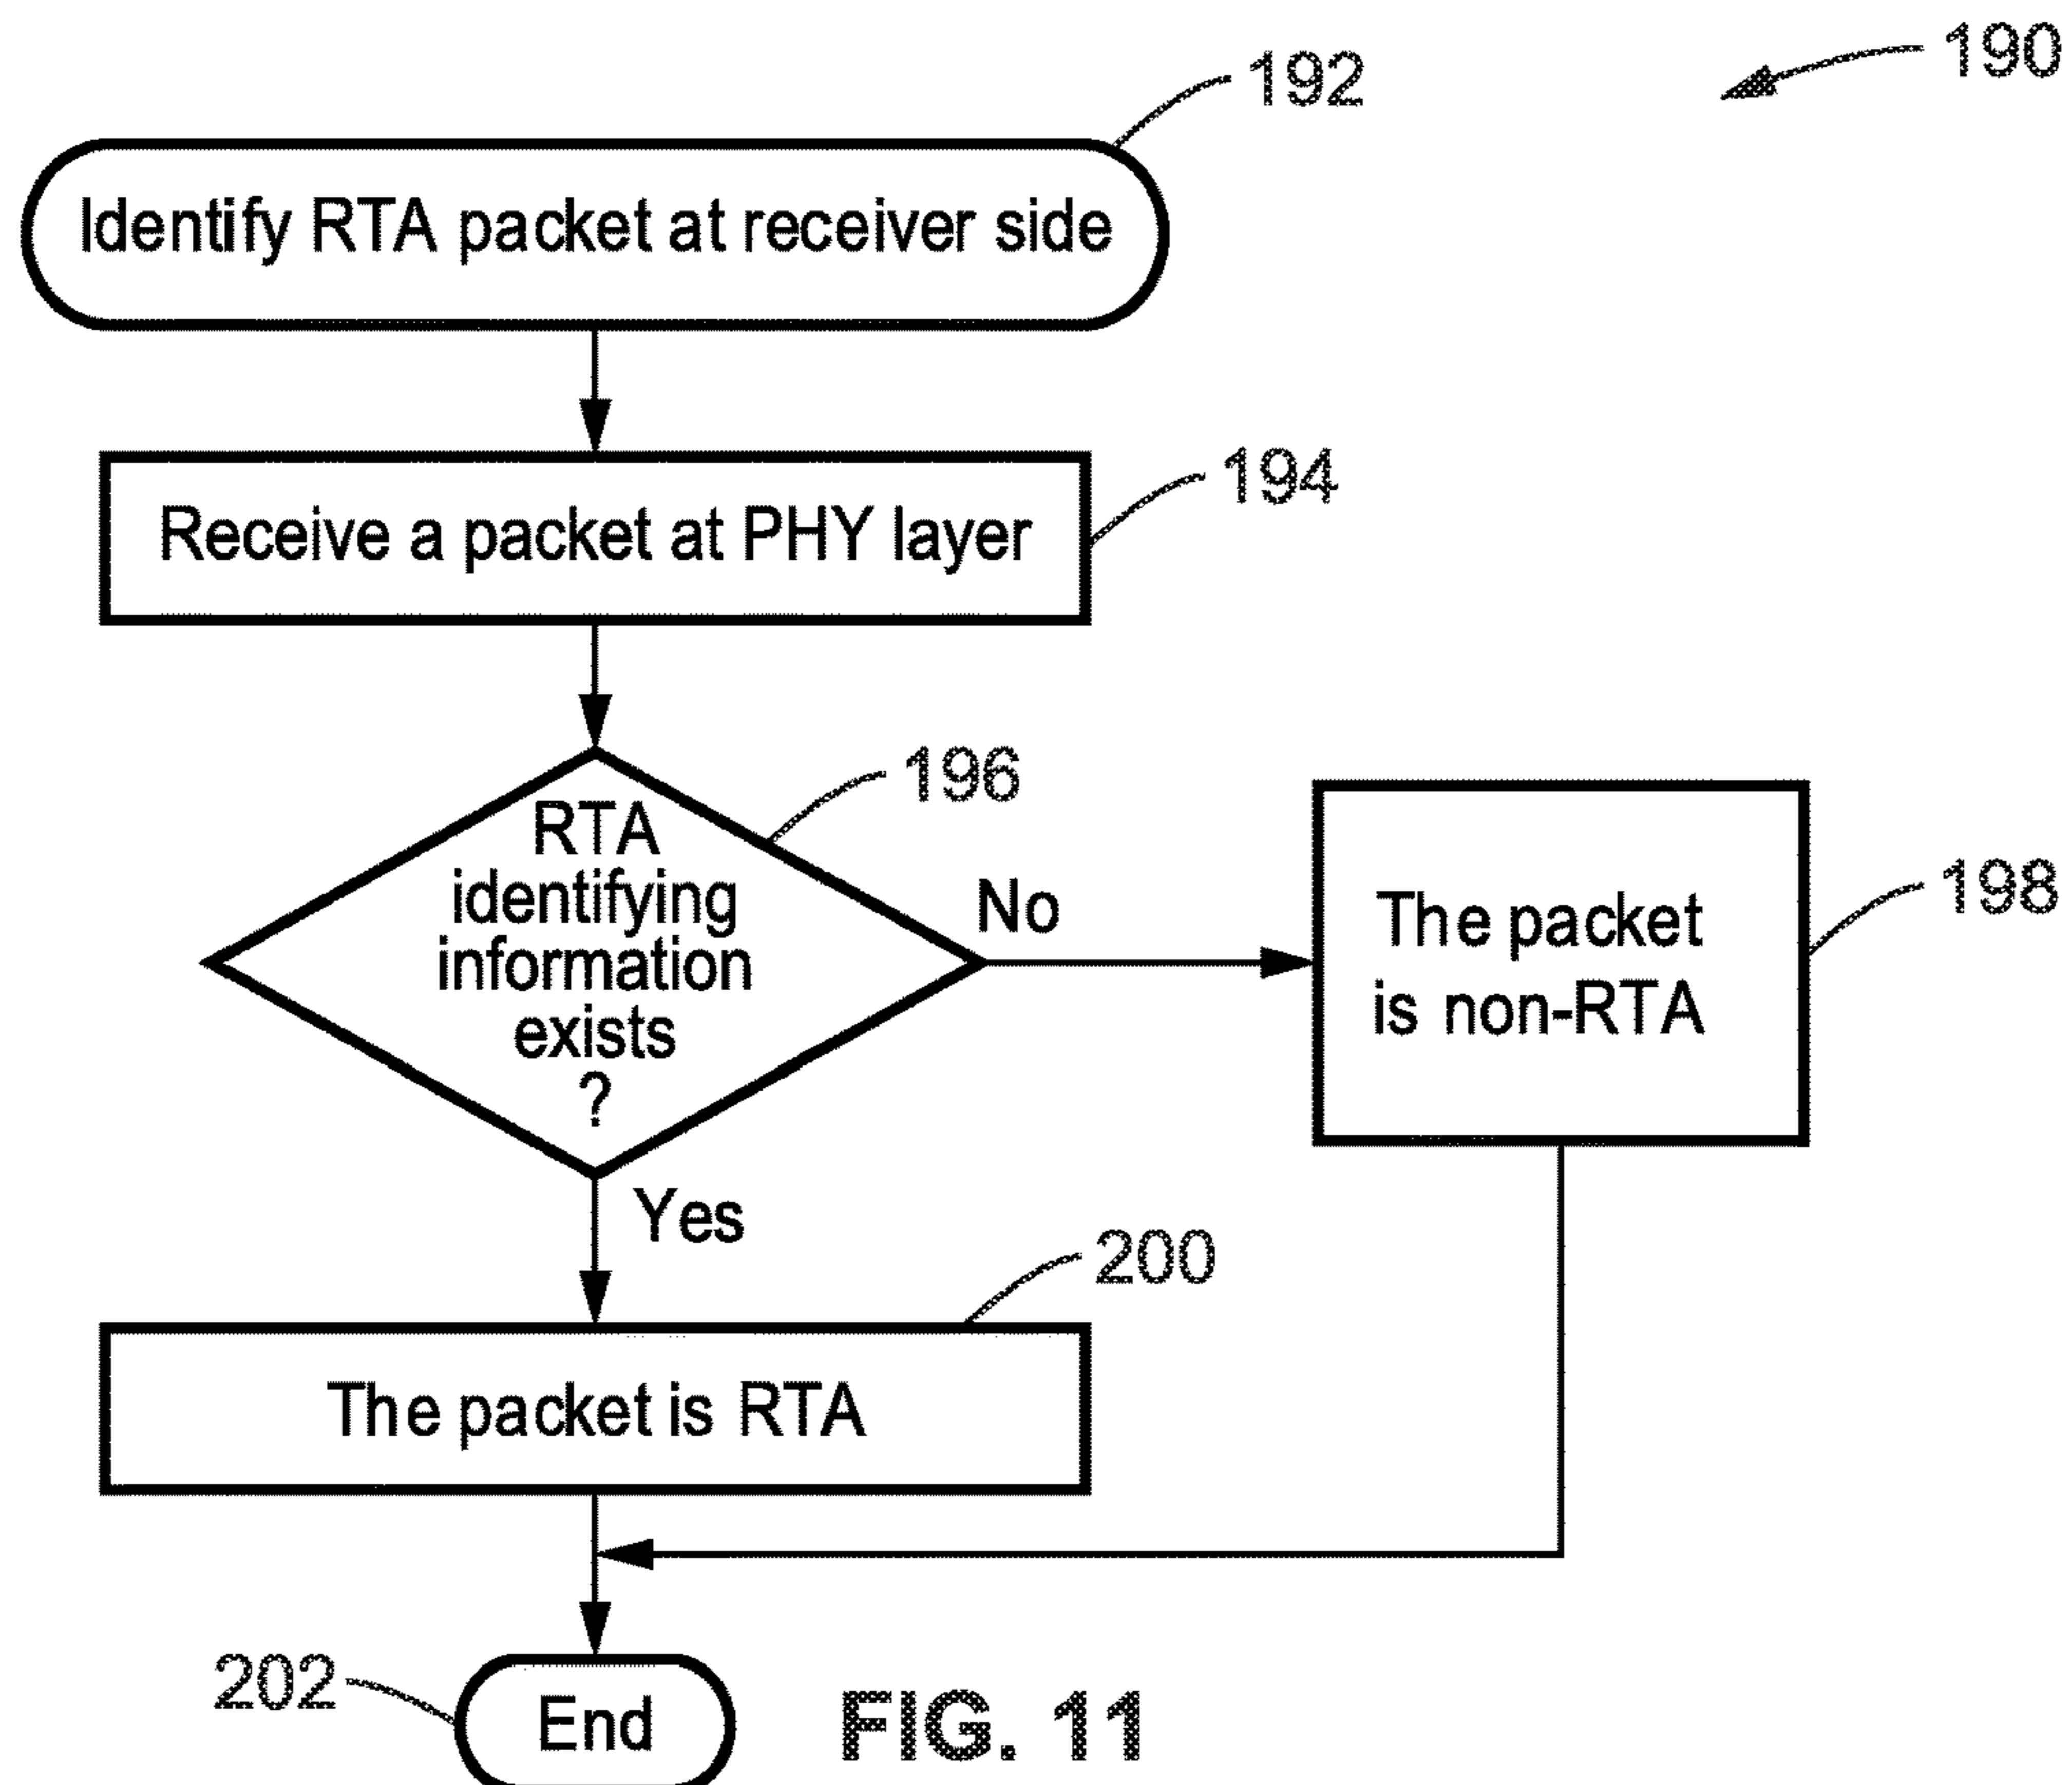 190
192
Identify RTA packet at receiver side
194
Receive a packet at PHY layer
196
RTA
identifying
information
exists
?
No
198
The packet
is non-RTA
Yes
200
The packet is RTA
202
End
FIG. 11